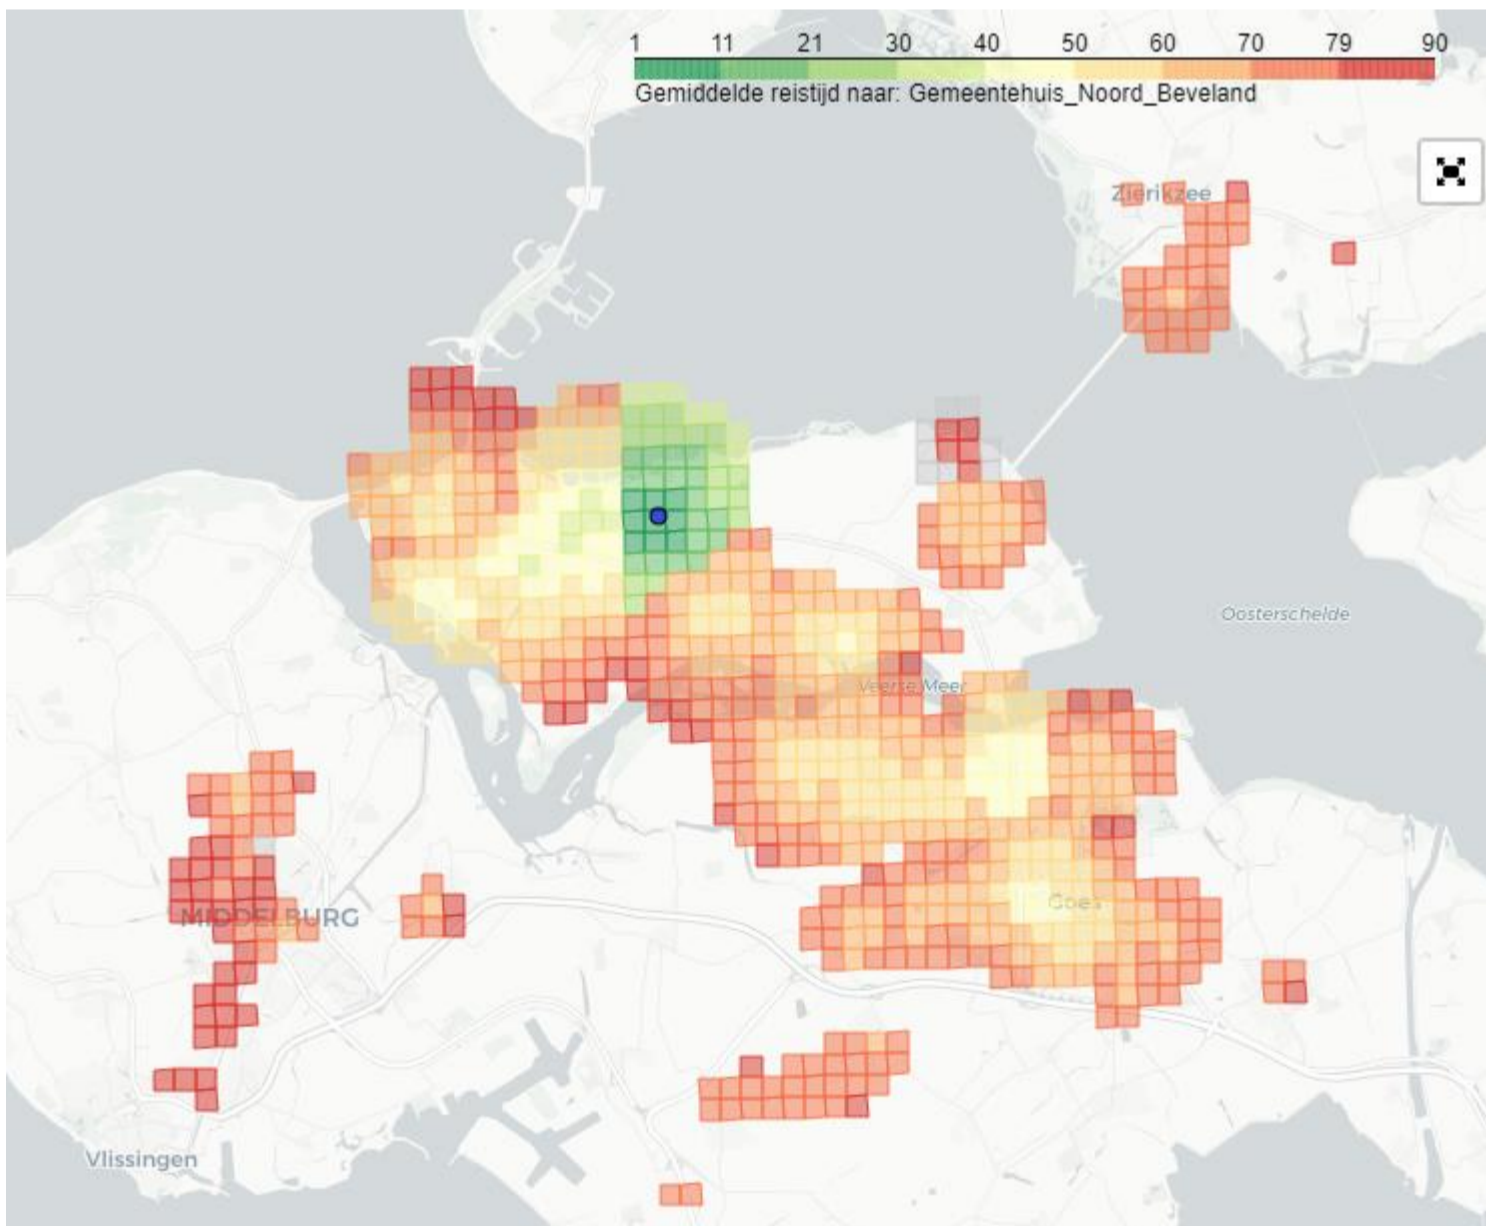 1 11 21 30 40 50 60 70 79 90
Gemiddelde reistijd naar: Gemeentehuis_Noord_Beveland
Zierikzee
Oosterschelde
Veerse Meer
Goes
MIDDELBURG
Vlissingen